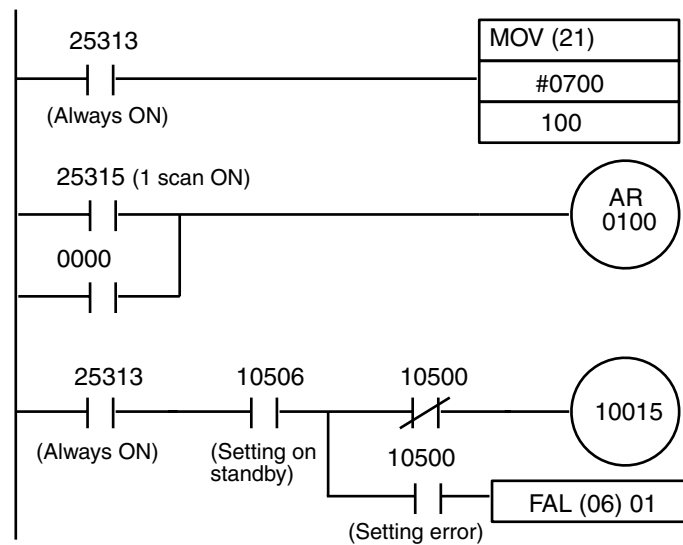 25313
MOV (21)
#0700
100
(Always ON)
25315 (1 scan ON)
AR
0100
0000
25313
10506
10500
10015
(Always ON)
(Setting on
standby)
10500
FAL (06) 01
(Setting error)